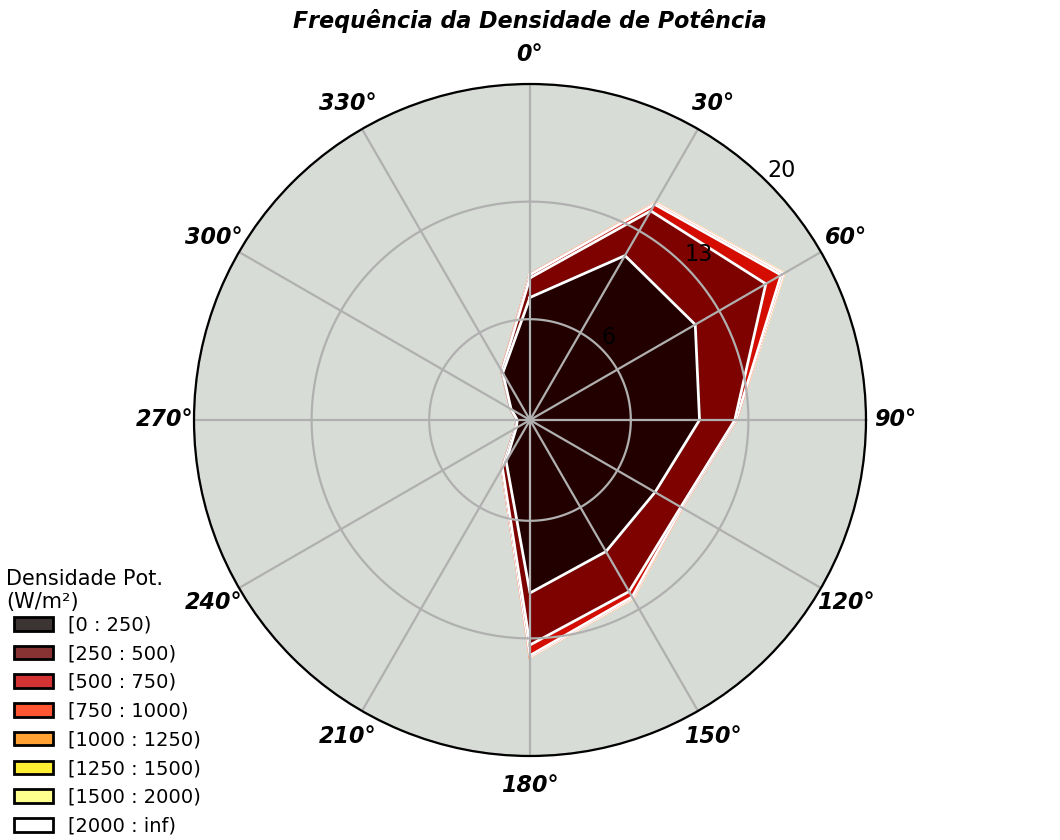 Frequência da Densidade de Potência
0°
330°
30°
20
300°
60°
13
6
270°
90°
240°
120°
210°
150°
180°
Densidade Pot.
(W/m²)
[0 : 250)
[250 : 500)
[500 : 750)
[750 : 1000)
[1000 : 1250)
[1250 : 1500)
[1500 : 2000)
[2000 : inf)